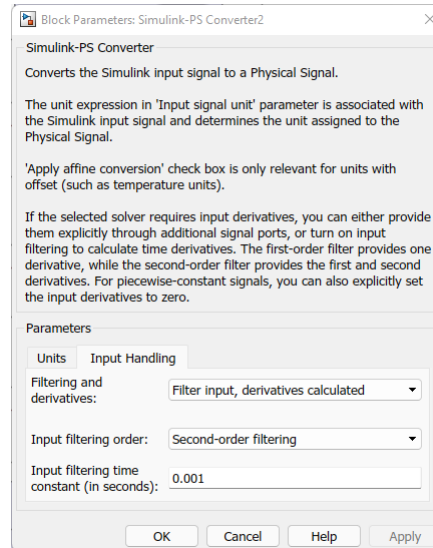 Block Parameters: Simulink-PS Converter2
Simulink-PS Converter
Converts the Simulink input signal to a Physical Signal.
The unit expression in 'Input signal unit' parameter is associated with
the Simulink input signal and determines the unit assigned to the
Physical Signal.
'Apply affine conversion' check box is only relevant for units with
offset (such as temperature units).
If the selected solver requires input derivatives, you can either provide
them explicitly through additional signal ports, or turn on input
filtering to calculate time derivatives. The first-order filter provides one
derivative, while the second-order filter provides the first and second
derivatives. For piecewise-constant signals, you can also explicitly set
the input derivatives to zero.
Parameters
Units Input Handling
Filtering and
derivatives: Filter input, derivatives calculated
Input filtering order: Second-order filtering
Input filtering time
constant (in seconds): 0.001
OK Cancel Help Apply